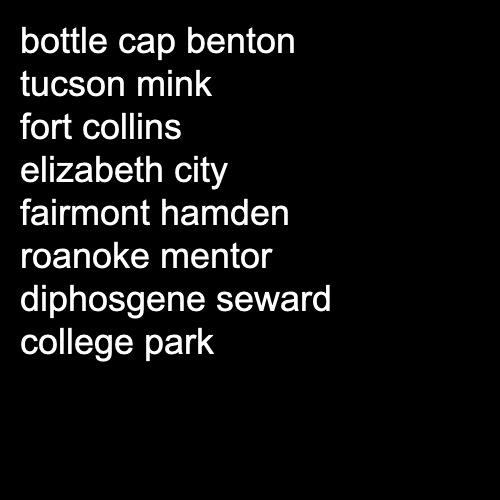 bottle cap benton
tucson mink
fort collins
elizabeth city
fairmont hamden
roanoke mentor
diphosgene seward
college park